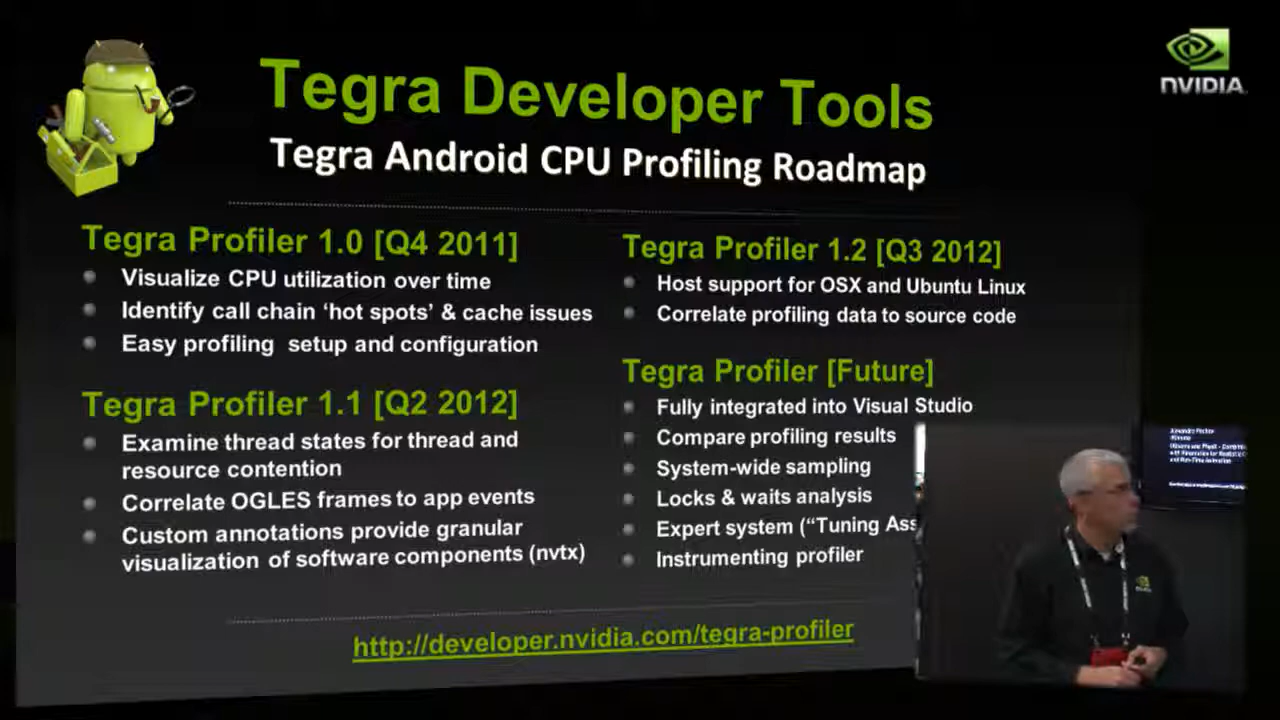 NVIDIA
Tegra Developer Tools
Tegra Android CPU Profiling Roadmap
Tegra Profiler 1.0 [Q4 2011]
Visualize CPU utilization over time
Identify call chain ‘hot spots’ & cache issues
Easy profiling setup and configuration
Tegra Profiler 1.1 [Q2 2012]
Examine thread states for thread and
resource contention
Correlate OGLES frames to app events
Custom annotations provide granular
visualization of software components (nvtx)
Tegra Profiler 1.2 [Q3 2012]
Host support for OSX and Ubuntu Linux
Correlate profiling data to source code
Tegra Profiler [Future]
Fully integrated into Visual Studio
Compare profiling results
System-wide sampling
Locks & waits analysis
Expert system (“Tuning Ass
Instrumenting profiler
http://developer.nvidia.com/tegra-profiler